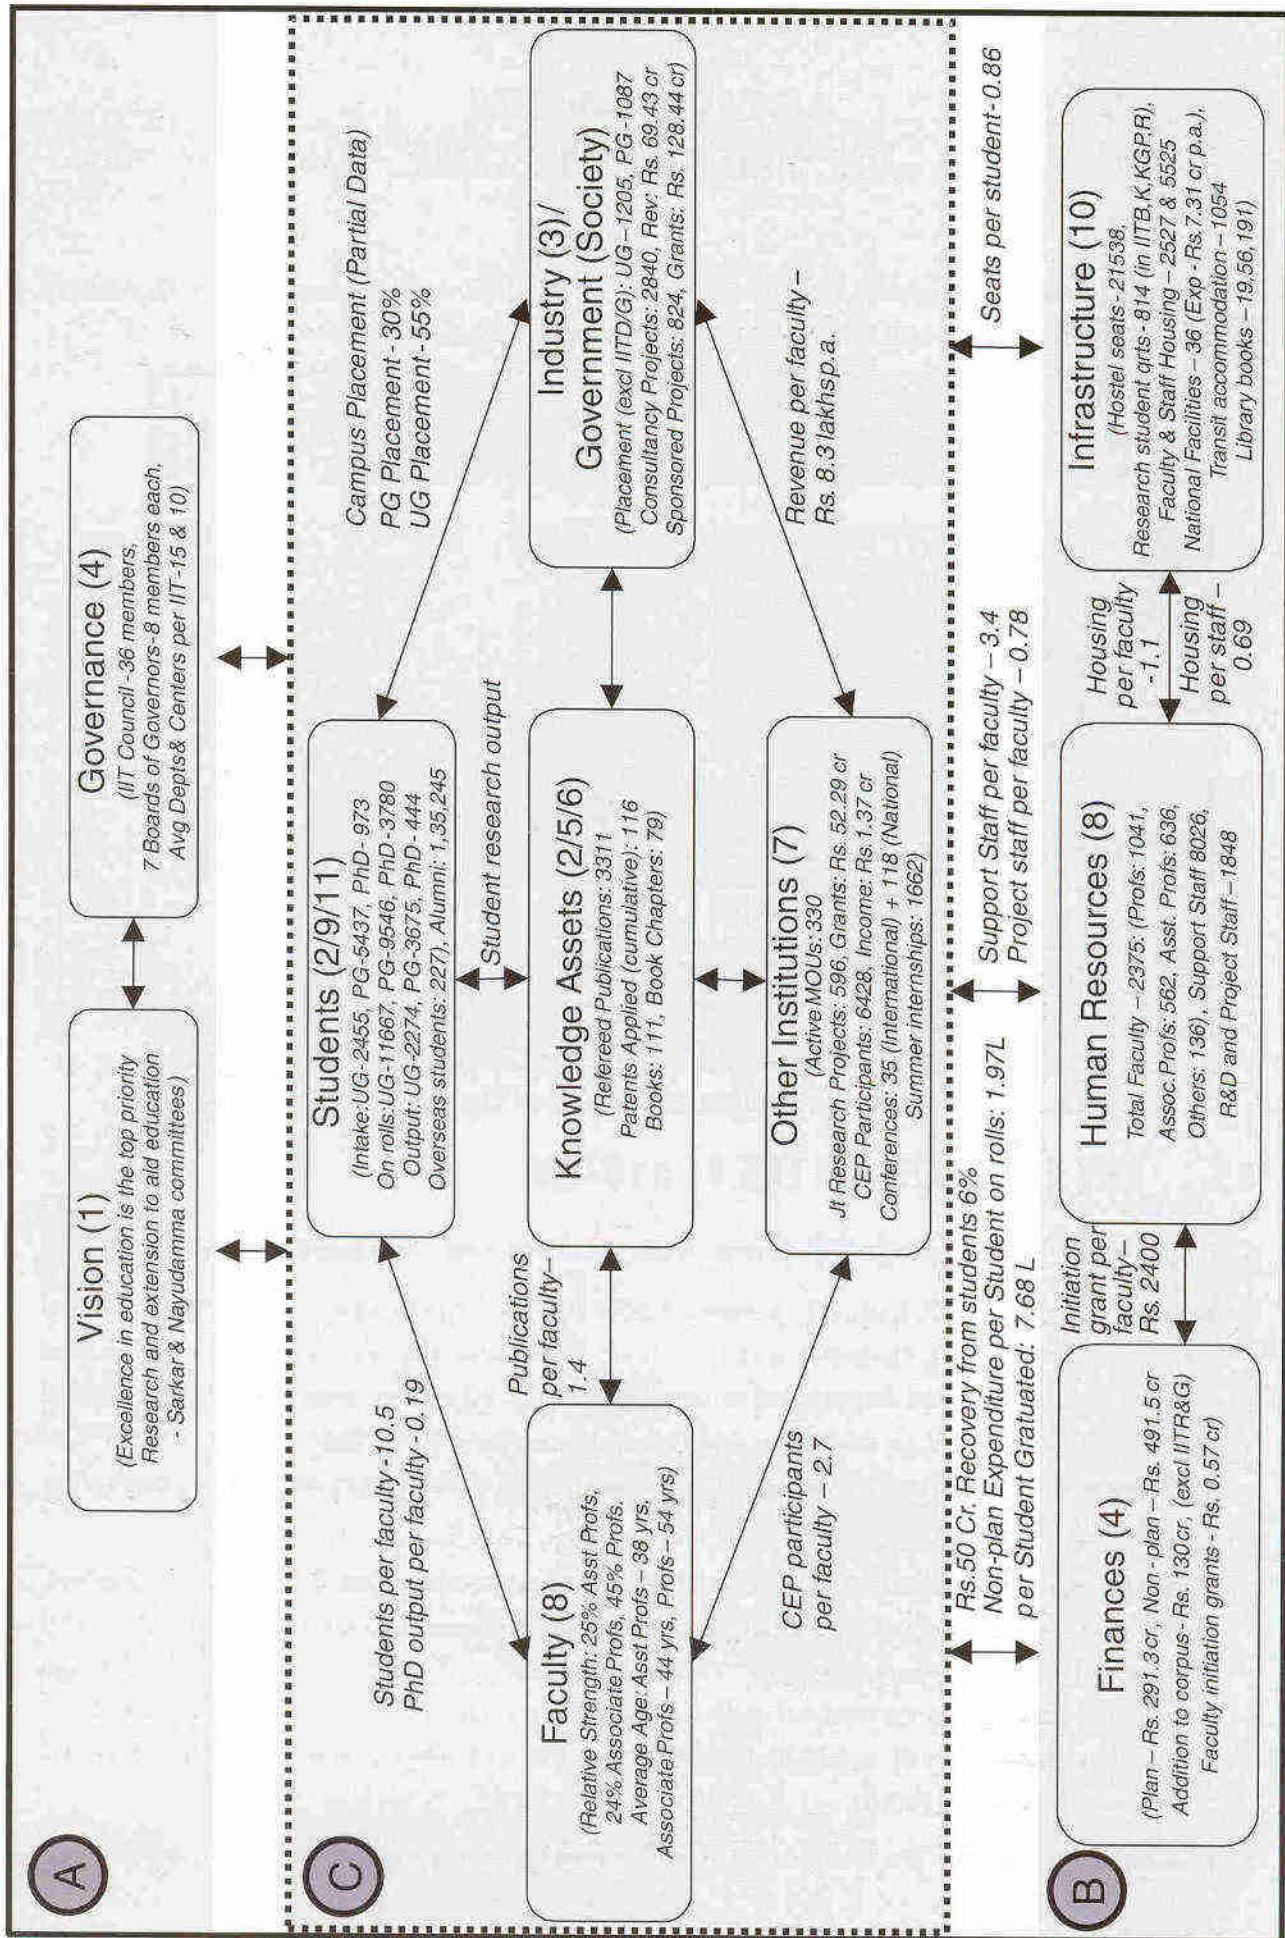 A
Vision (1)
(Excellence in education is the top priority
Research and extension to aid education
- Sarkar & Nayudamma committees)
Governance (4)
(IIT Council -36 members,
7 Boards of Governors-8 members each,
Avg Depts& Centers per IIT-15 & 10)
C
Students per faculty -10.5
PhD output per faculty -0.19
Students (2/9/11)
(Intake:UG-2455, PG-5437, PhD- 973
On rolls:UG-11667, PG-9546, PhD-3780
Output: UG-2274, PG-3675, PhD- 444
Overseas students: 227), Alumni: 1,35,245
Campus Placement (Partial Data)
PG Placement-30%
UG Placement-55%
Student research output
Faculty (8)
(Relative Strength: 25% Asst Profs,
24% Associate Profs, 45% Profs.
Average Age: Asst Profs – 38 yrs,
Associate Profs – 44 yrs, Profs – 54 yrs)
Publications
per faculty–
1.4
Knowledge Assets (2/5/6)
(Refereed Publications: 3311
Patents Applied (cumulative): 116
Books: 111, Book Chapters: 79)
Industry (3)/
Government (Society)
(Placement (excl IITD/G): UG –1205, PG-1087
Consultancy Projects: 2840, Rev: Rs. 69.43 cr
Sponsored Projects: 824, Grants: Rs. 128.44 cr)
CEP participants
per faculty – 2.7
Other Institutions (7)
(Active MOUs: 330
Jt Research Projects: 596, Grants: Rs. 52.29 cr
CEP Participants: 6428, Income: Rs. 1.37 cr
Conferences: 35 (International) + 118 (National)
Summer internships: 1662)
Revenue per faculty –
Rs. 8.3 lakhsp.a.
Rs.50 Cr. Recovery from students 6%
Non-plan Expenditure per Student on rolls: 1.97L
per Student Gratuated: 7.68 L
Support Staff per faculty – 3.4
Project staff per faculty –0.78
Seats per student-0.86
B
Finances (4)
(Plan – Rs. 291.3cr, Non - plan – Rs. 491.5 cr
Addition to corpus- Rs. 130 cr, (excl IITR&G)
Faculty initiation grants - Rs. 0.57 cr)
Initiation
grant per
faculty–
Rs. 2400
Human Resources (8)
Total Faculty – 2375: (Profs: 1041,
Assoc.Profs: 562, Asst. Profs: 636,
Others: 136), Support Staff 8026,
R&D and Project Staff–1848
Housing
per faculty
-1.1
Housing
per staff –
0.69
Infrastructure (10)
(Hostel seats -21538,
Research student qrts - 814 (in IITB,K,KGP,R),
Faculty & Staff Housing – 2527 & 5525
National Facilities – 36 (Exp - Rs.7.31 cr p.a.),
Transit accommodation –1054
Library books – 19,56,191)